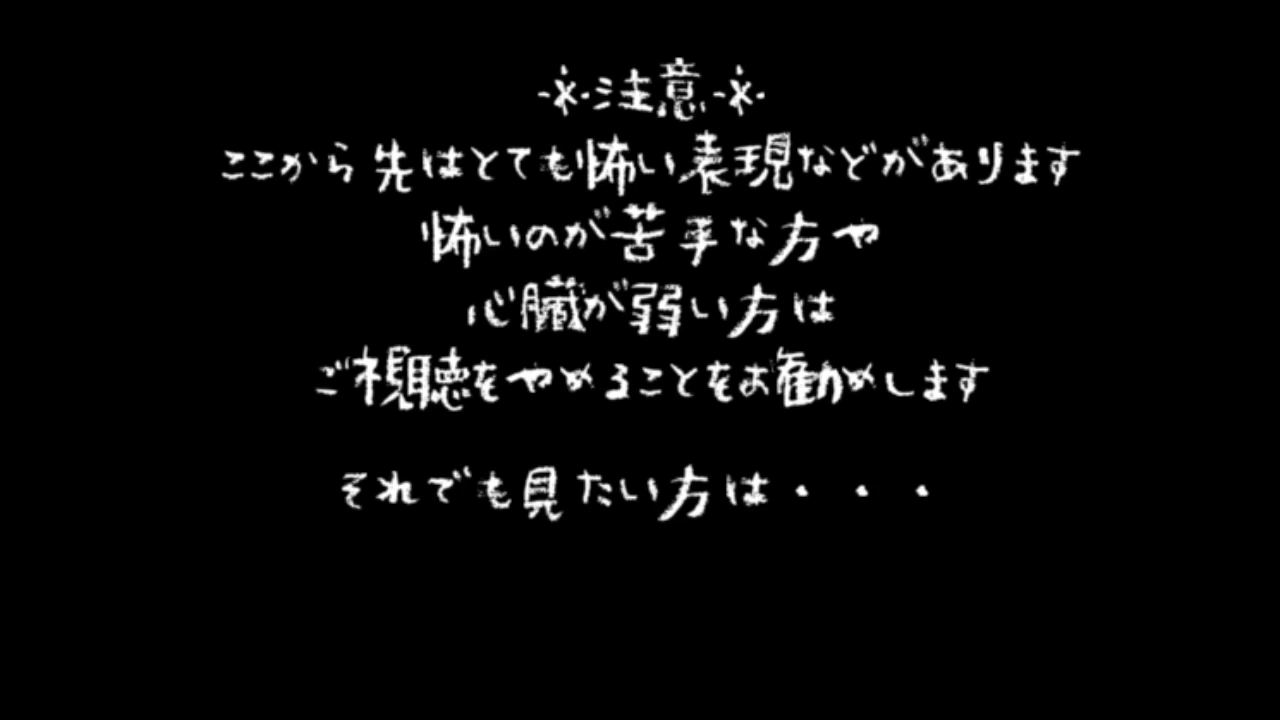 ※注意※
ここから先はとても怖い表現などがあります
怖いのが苦手な方や
心臓が弱い方は
ご視聴をやめることをお勧めします
それでも見たい方は・・・